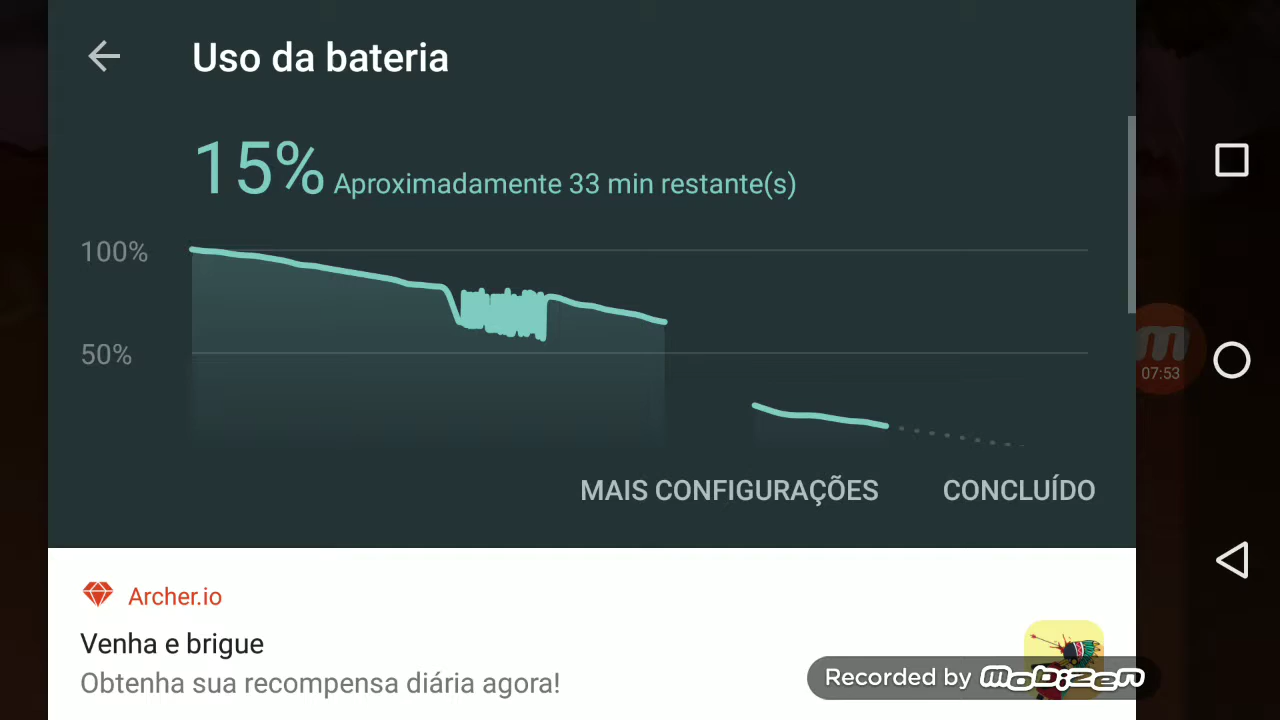 Uso da bateria
15% Aproximadamente 33 min restante(s)
100%
50%
07:53
MAIS CONFIGURAÇÕES CONCLUÍDO
Archer.io
Venha e brigue
Obtenha sua recompensa diária agora!
Recorded by mobizen